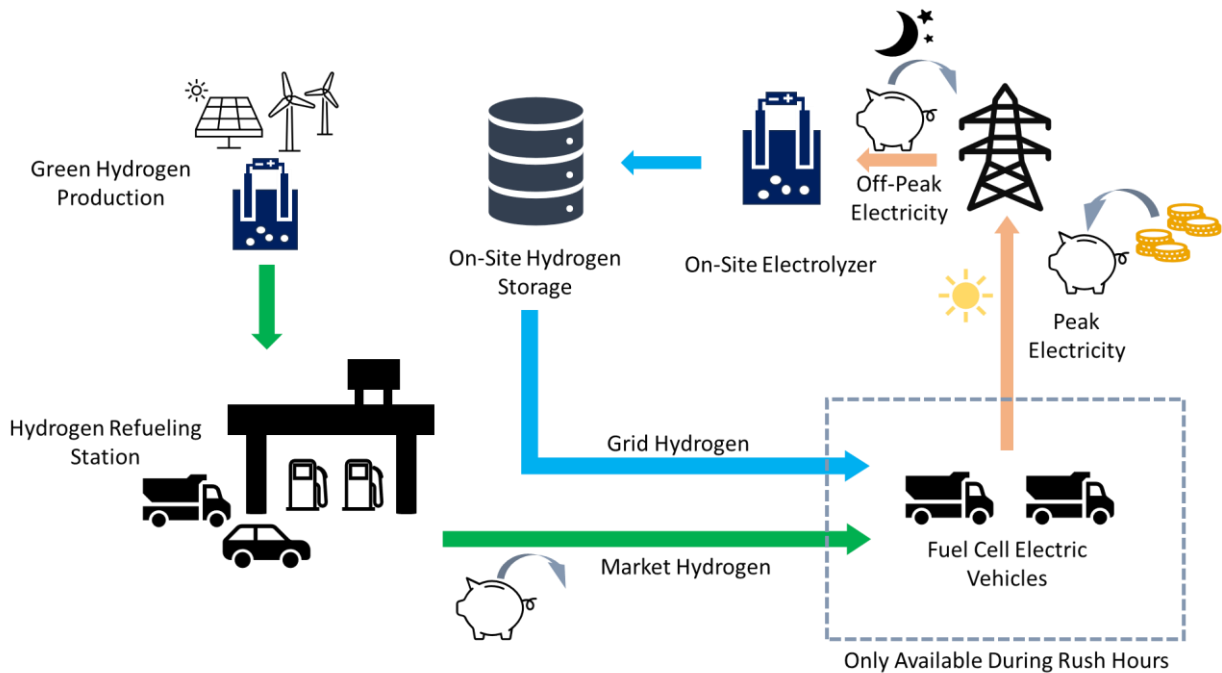 Green Hydrogen
Production
On-Site Hydrogen
Storage
On-Site Electrolyzer
Off-Peak
Electricity
Peak
Electricity
Hydrogen Refueling
Station
Grid Hydrogen
Market Hydrogen
Fuel Cell Electric
Vehicles
Only Available During Rush Hours